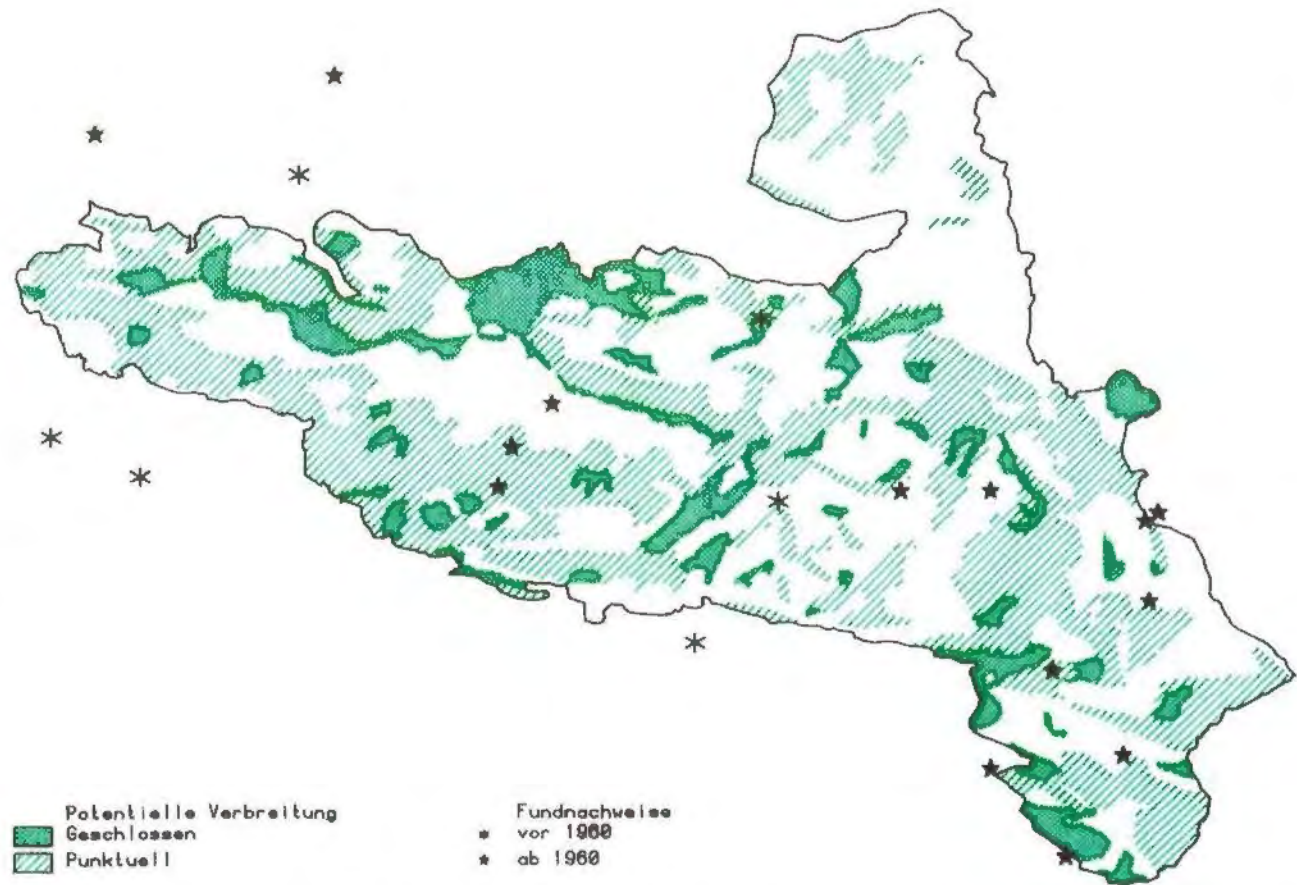 Potentielle Verbreitung
Geschlossen
Punktuell
Fundnachweise
* vor 1960
★ ab 1960